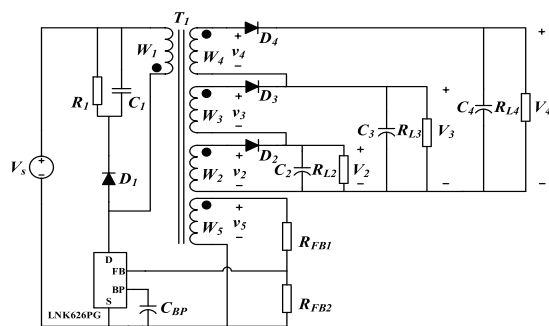 T1
W1
W4
+
v4
−
D4
+
R1
C1
W3
+
v3
−
D3
+
C3
RL3
V3
C4
RL4
V4
Vs
+
−
D1
W2
+
v2
−
D2
C2
RL2
+
V2
−
−
−
W5
+
v5
−
RFB1
D
FB
BP
S
CBP
RFB2
LNK626PG